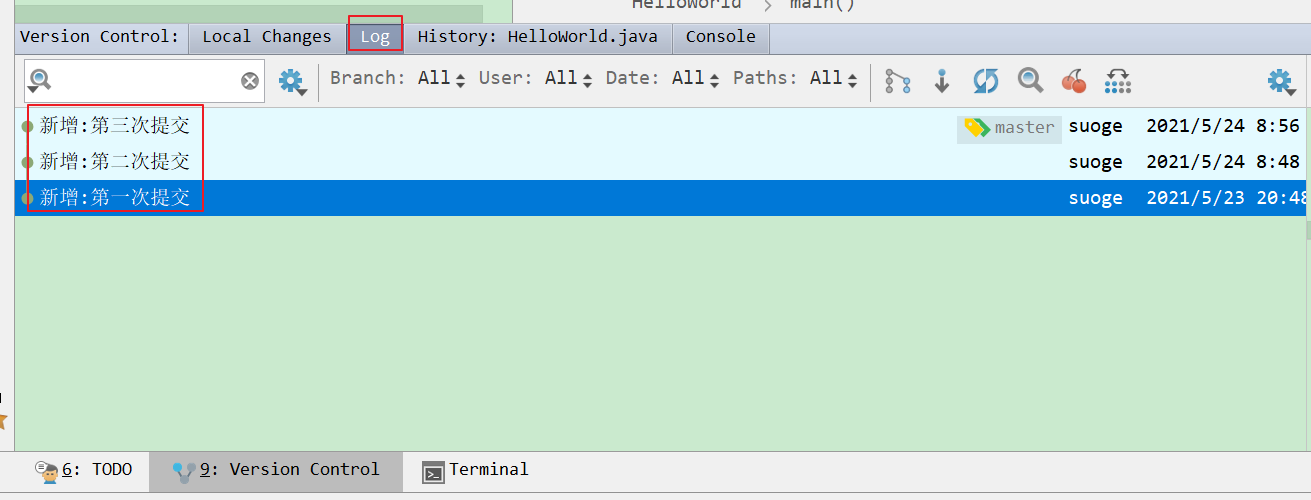 HelloWorld > main()
Version Control: Local Changes Log History: HelloWorld.java Console
Branch: All User: All Date: All Paths: All
新增:第三次提交 master suoge 2021/5/24 8:56
新增:第二次提交 suoge 2021/5/24 8:48
新增:第一次提交 suoge 2021/5/23 20:48
6: TODO 9: Version Control Terminal